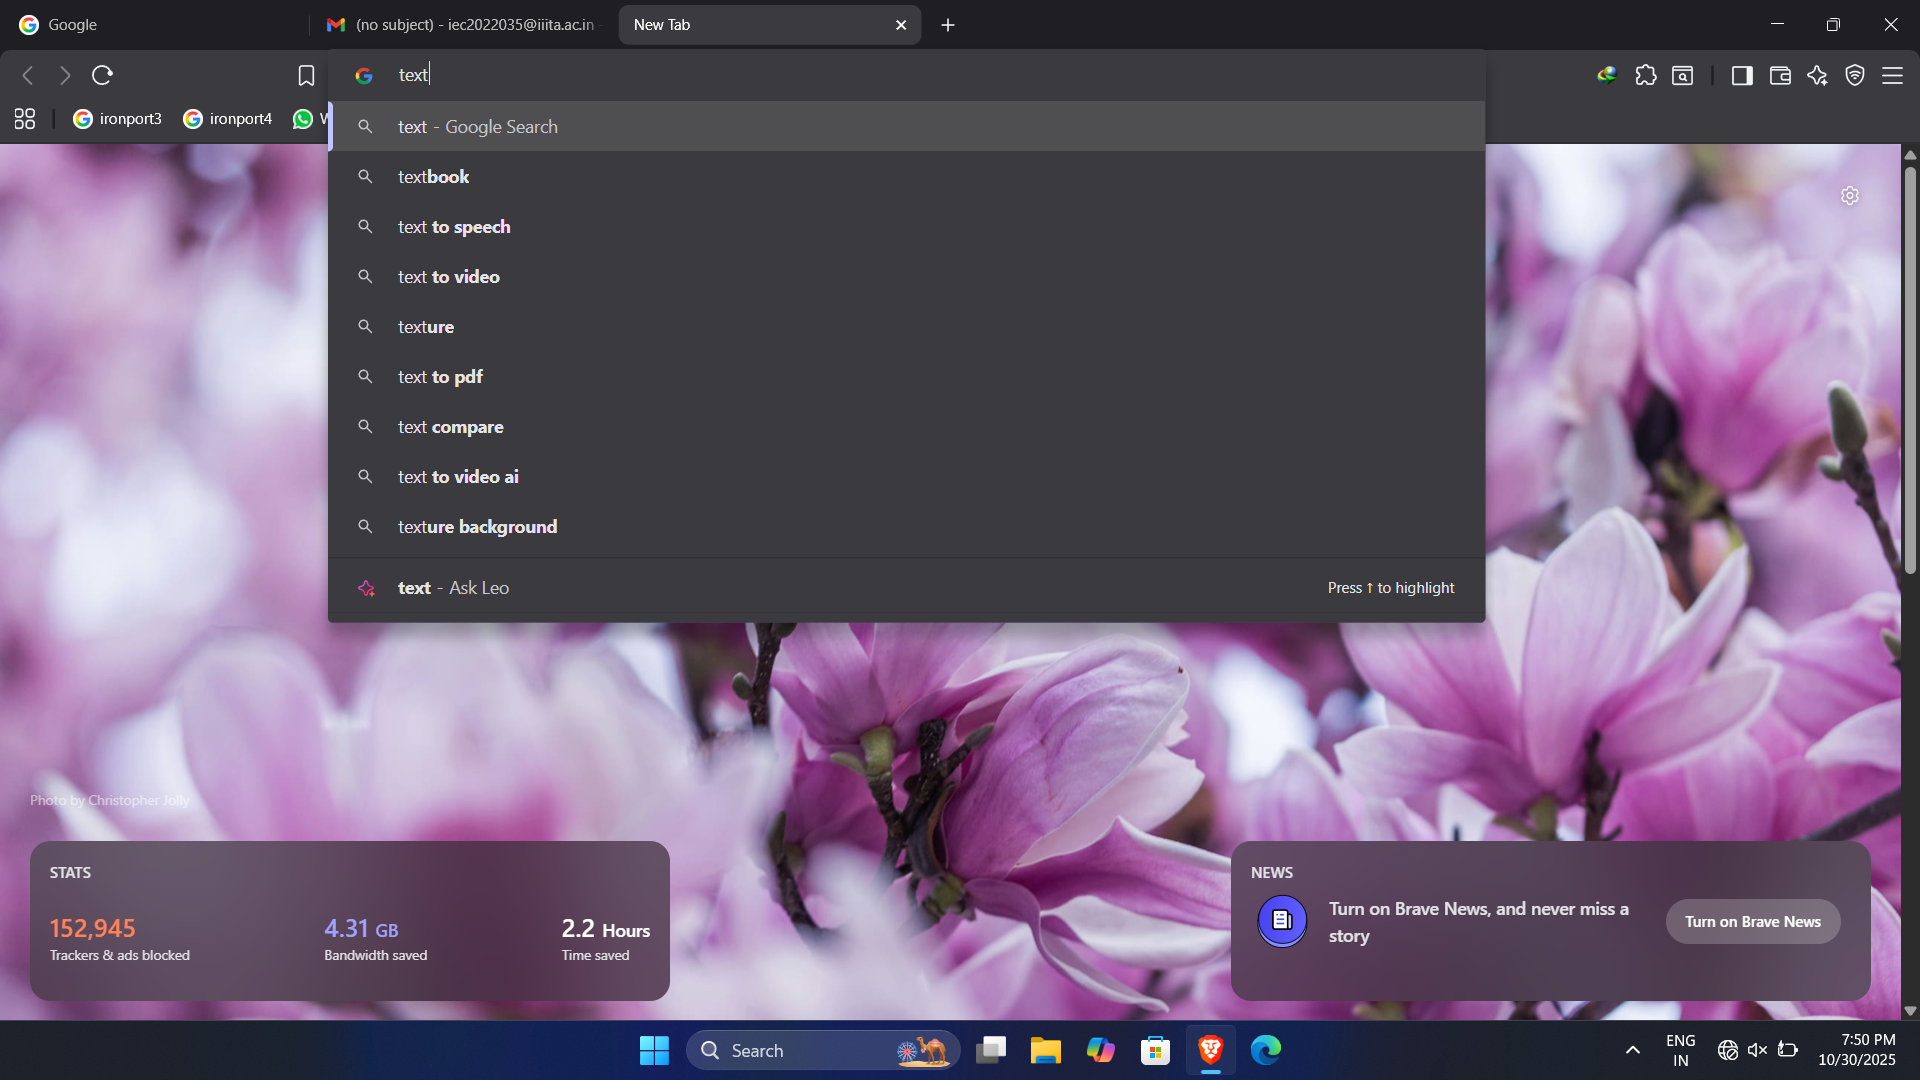 Google
(no subject) - iec2022035@iiita.ac.in -
New Tab
text
ironport3
ironport4
text - Google Search
textbook
text to speech
text to video
texture
text to pdf
text compare
text to video ai
texture background
text - Ask Leo
Press ↑ to highlight
Photo by Christopher Jolly
STATS
152,945
4.31 GB
2.2 Hours
Trackers & ads blocked
Bandwidth saved
Time saved
NEWS
Turn on Brave News, and never miss a
story
Turn on Brave News
Search
ENG
IN
7:50 PM
10/30/2025